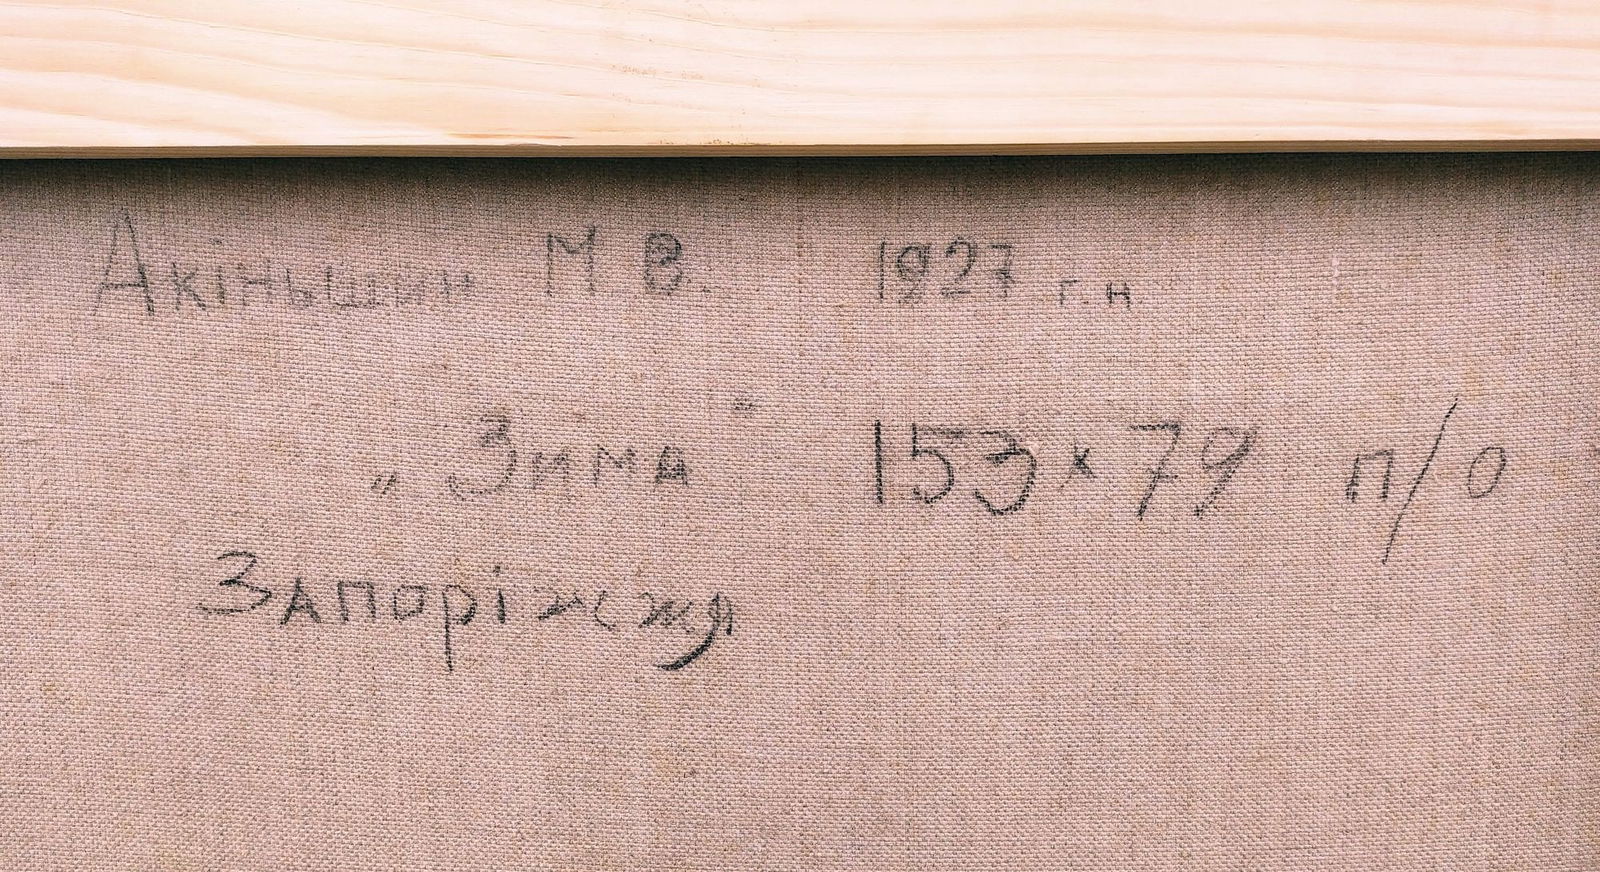 Акіньшин М В. 1927 г.н
„Зима" 153 x 79 п/о
Запоріжжя